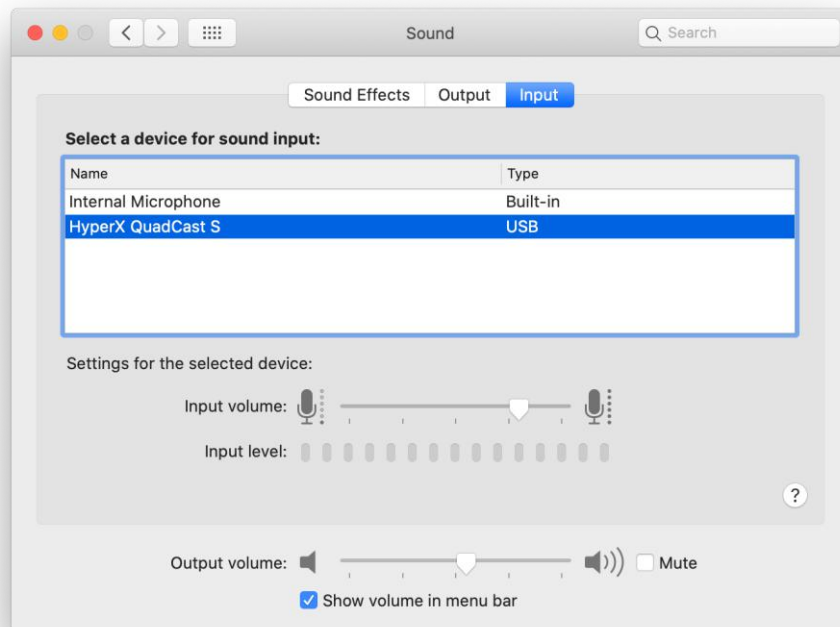 Sound
Search
Sound Effects Output Input
Select a device for sound input:
Name Type
Internal Microphone Built-in
HyperX QuadCast S USB
Settings for the selected device:
Input volume:
Input level:
?
Output volume: Mute
Show volume in menu bar